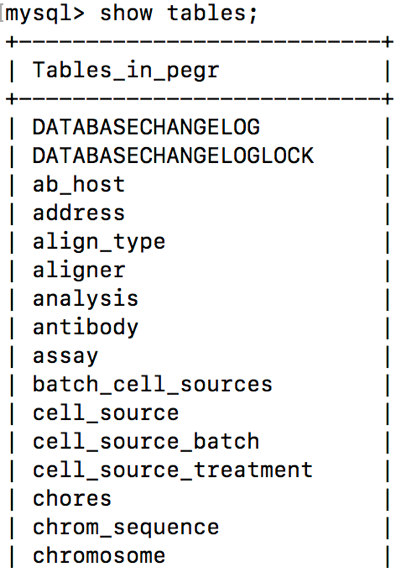 mysql> show tables;
+---------------------------+
| Tables_in_pegr |
+---------------------------+
| DATABASECHANGELOG |
| DATABASECHANGELOGLOCK |
| ab_host |
| address |
| align_type |
| aligner |
| analysis |
| antibody |
| assay |
| batch_cell_sources |
| cell_source |
| cell_source_batch |
| cell_source_treatment |
| chores |
| chrom_sequence |
| chromosome |